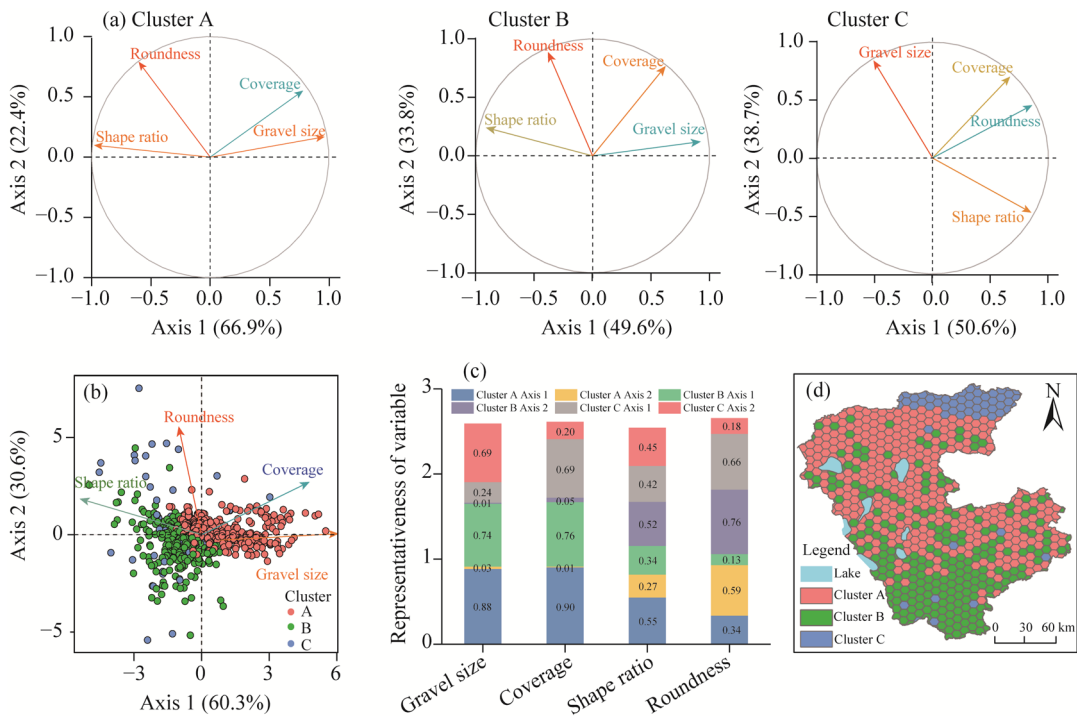 (a) Cluster A
1.0
0.5
0.0
−0.5
−1.0
Axis 2 (22.4%)
Roundness
Coverage
Shape ratio
Gravel size
−1.0 −0.5 0.0 0.5 1.0
Axis 1 (66.9%)
Cluster B
1.0
0.5
0.0
−0.5
−1.0
Axis 2 (33.8%)
Roundness
Coverage
Shape ratio
Gravel size
−1.0 −0.5 0.0 0.5 1.0
Axis 1 (49.6%)
Cluster C
1.0
0.5
0.0
−0.5
−1.0
Axis 2 (38.7%)
Gravel size
Coverage
Roundness
Shape ratio
−1.0 −0.5 0.0 0.5 1.0
Axis 1 (50.6%)
(b)
5
0
−5
Axis 2 (30.6%)
Roundness
Coverage
Shape ratio
Gravel size
Cluster
A
B
C
−3 0 3 6
Axis 1 (60.3%)
(c)
Representativeness of variable
3
2
1
0
Cluster A Axis 1 Cluster A Axis 2 Cluster B Axis 1
Cluster B Axis 2 Cluster C Axis 1 Cluster C Axis 2
0.69
0.24
0.01
0.74
0.03
0.88
0.20
0.69
0.05
0.76
0.01
0.90
0.45
0.42
0.52
0.34
0.27
0.55
0.18
0.66
0.76
0.13
0.59
0.34
Gravel size
Coverage
Shape ratio
Roundness
(d)
N
Legend
Lake
Cluster A
Cluster B
Cluster C
0 30 60 km